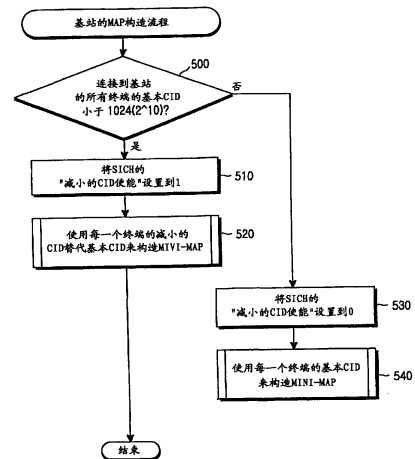 基站的MAP构造流程
500
连接到基站
的所有终端的基本CID
小于1024(2^10)?
否
是
将SICH的
"减小的CID使能"设置到1
510
使用每一个终端的减小的
CID替代基本CID来构造MIVI-MAP
520
将SICH的
"减小的CID使能"设置到0
530
使用每一个终端的基本CID
来构造MINI-MAP
540
结束